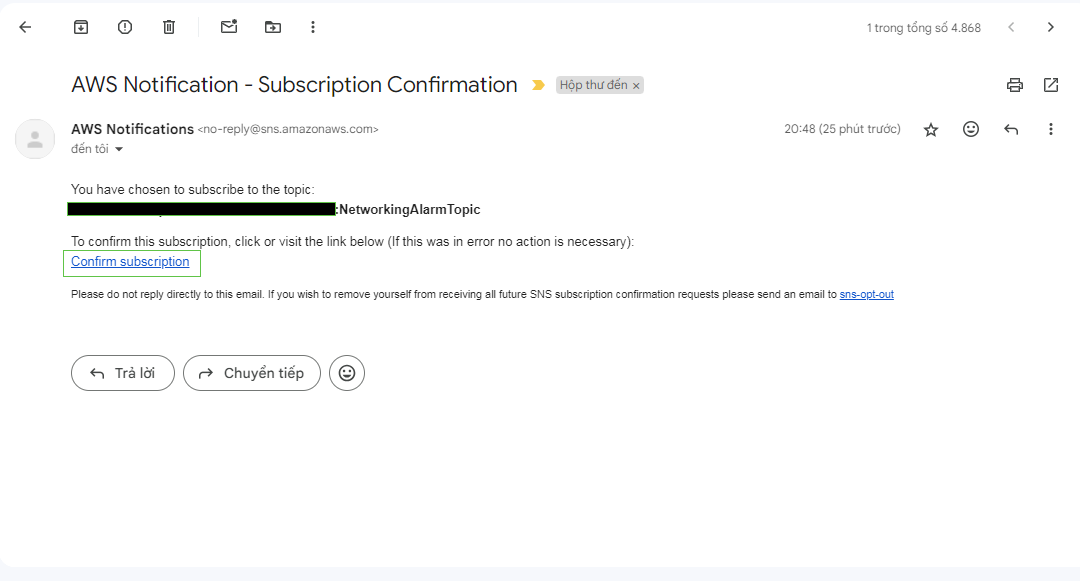 1 trong tổng số 4.868
AWS Notification - Subscription Confirmation Hộp thư đến ×
AWS Notifications <no-reply@sns.amazonaws.com> 20:48 (25 phút trước)
đến tôi
You have chosen to subscribe to the topic:
:NetworkingAlarmTopic
To confirm this subscription, click or visit the link below (If this was in error no action is necessary):
Confirm subscription
Please do not reply directly to this email. If you wish to remove yourself from receiving all future SNS subscription confirmation requests please send an email to sns-opt-out
Trả lời Chuyển tiếp